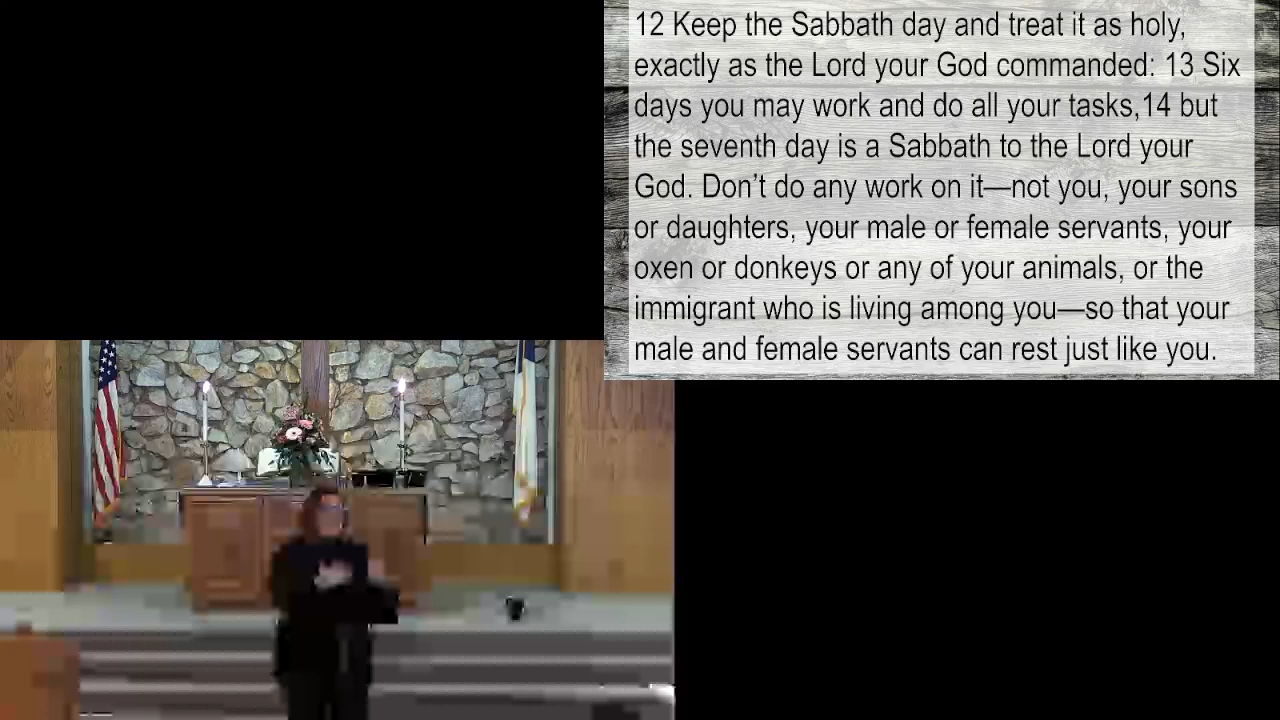 12 Keep the Sabbath day and treat it as holy,
exactly as the Lord your God commanded: 13 Six
days you may work and do all your tasks,14 but
the seventh day is a Sabbath to the Lord your
God. Don’t do any work on it—not you, your sons
or daughters, your male or female servants, your
oxen or donkeys or any of your animals, or the
immigrant who is living among you—so that your
male and female servants can rest just like you.